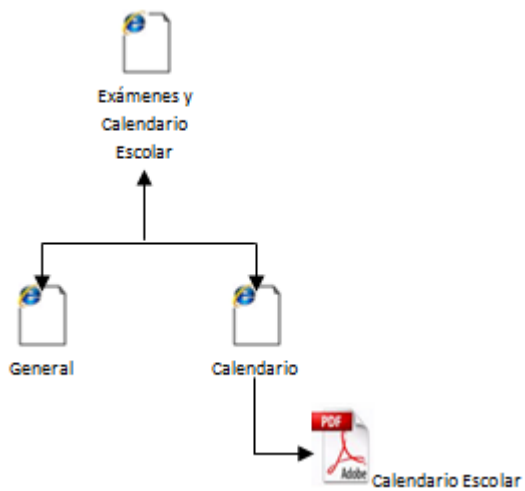 Exámenes y
Calendario
Escolar
General
Calendario
PDF
Adobe
Calendario Escolar